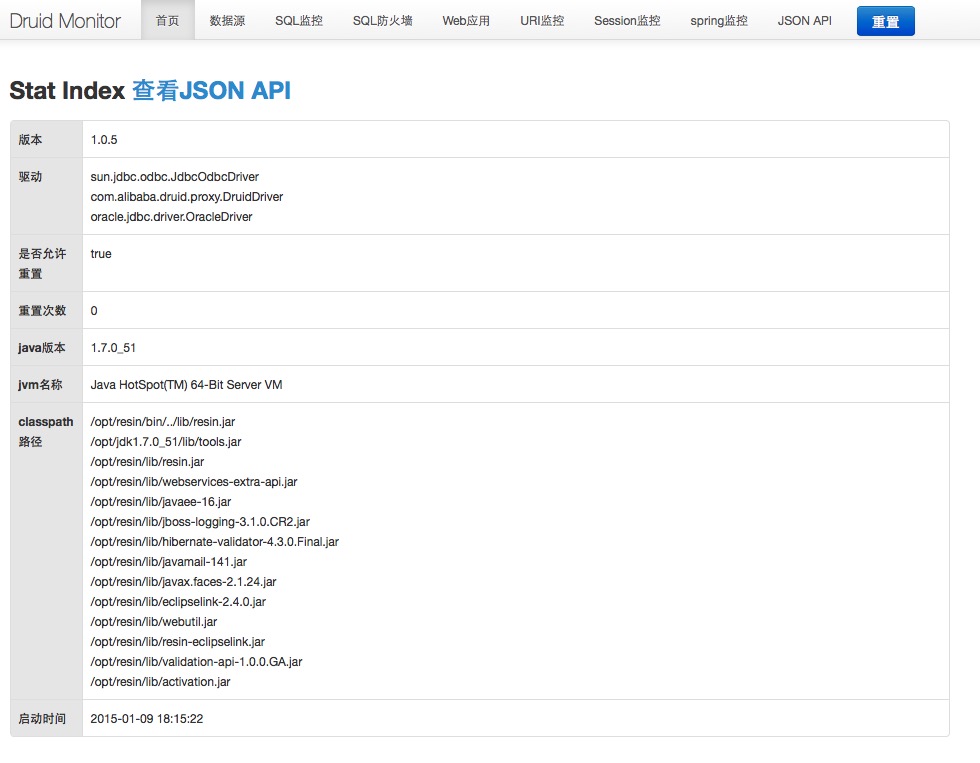 Druid Monitor 首页 数据源 SQL监控 SQL防火墙 Web应用 URI监控 Session监控 spring监控 JSON API 重置
Stat Index 查看JSON API
版本 1.0.5
驱动 sun.jdbc.odbc.JdbcOdbcDriver
com.alibaba.druid.proxy.DruidDriver
oracle.jdbc.driver.OracleDriver
是否允许 true
重置
重置次数 0
java版本 1.7.0_51
jvm名称 Java HotSpot(TM) 64-Bit Server VM
classpath /opt/resin/bin/../lib/resin.jar
路径 /opt/jdk1.7.0_51/lib/tools.jar
/opt/resin/lib/resin.jar
/opt/resin/lib/webservices-extra-api.jar
/opt/resin/lib/javaee-16.jar
/opt/resin/lib/jboss-logging-3.1.0.CR2.jar
/opt/resin/lib/hibernate-validator-4.3.0.Final.jar
/opt/resin/lib/javamail-141.jar
/opt/resin/lib/javax.faces-2.1.24.jar
/opt/resin/lib/eclipselink-2.4.0.jar
/opt/resin/lib/webutil.jar
/opt/resin/lib/resin-eclipselink.jar
/opt/resin/lib/validation-api-1.0.0.GA.jar
/opt/resin/lib/activation.jar
启动时间 2015-01-09 18:15:22